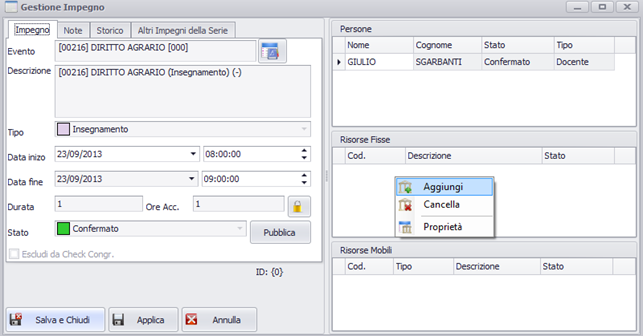 Gestione Impegno
Impegno Note Storico Altri Impegni della Serie
Evento [00216] DIRITTO AGRARIO [000]
Descrizione [00216] DIRITTO AGRARIO (Insegnamento) (-)
Tipo Insegnamento
Data inizo 23/09/2013 08:00:00
Data fine 23/09/2013 09:00:00
Durata 1 Ore Acc. 1
Stato Confermato Pubblica
Escludi da Check Congr.
ID: {0}
Salva e Chiudi Applica Annulla
Persone
Nome Cognome Stato Tipo
GIULIO SGARBANTI Confermato Docente
Risorse Fisse
Cod. Descrizione Stato
Aggiungi
Cancella
Proprietà
Risorse Mobili
Cod. Tipo Descrizione Stato